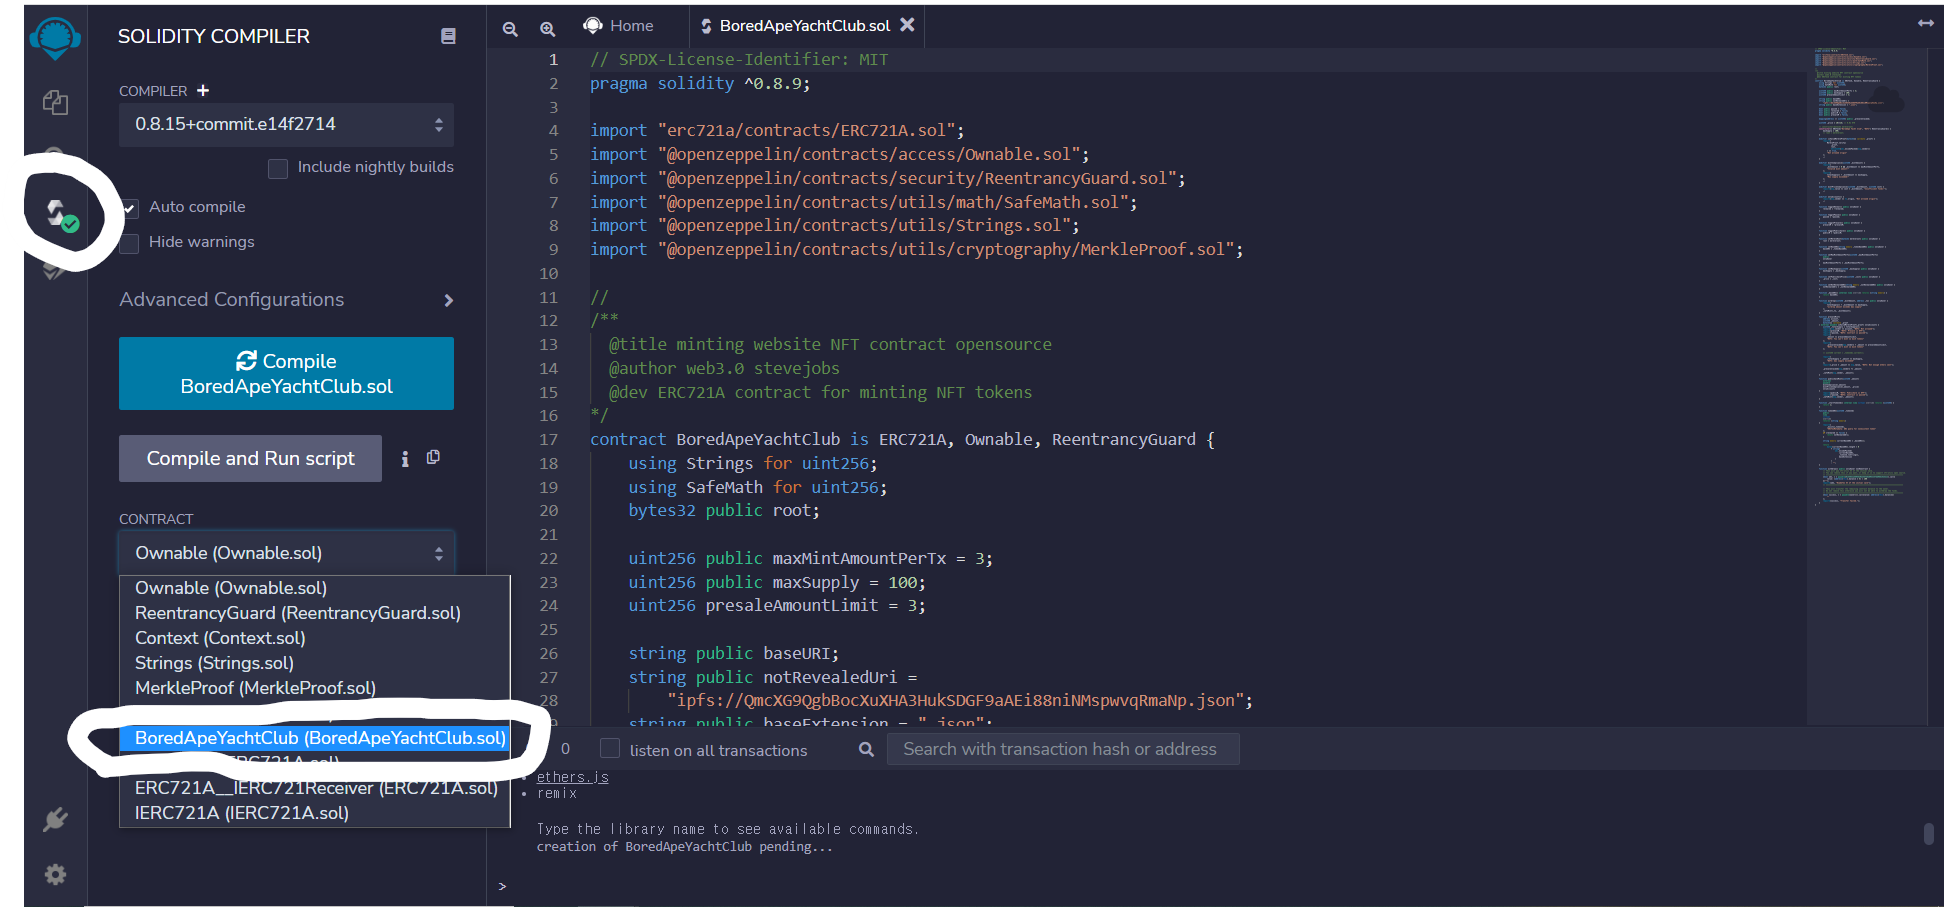 SOLIDITY COMPILER
COMPILER +
0.8.15+commit.e14f2714
Include nightly builds
Auto compile
Hide warnings
Advanced Configurations
Compile
BoredApeYachtClub.sol
Compile and Run script
CONTRACT
Ownable (Ownable.sol)
Ownable (Ownable.sol)
ReentrancyGuard (ReentrancyGuard.sol)
Context (Context.sol)
Strings (Strings.sol)
MerkleProof (MerkleProof.sol)
BoredApeYachtClub (BoredApeYachtClub.sol)
ERC721A__IERC721Receiver (ERC721A.sol)
IERC721A (IERC721A.sol)
Home
BoredApeYachtClub.sol
1 // SPDX-License-Identifier: MIT
2 pragma solidity ^0.8.9;
3
4 import "erc721a/contracts/ERC721A.sol";
5 import "@openzeppelin/contracts/access/Ownable.sol";
6 import "@openzeppelin/contracts/security/ReentrancyGuard.sol";
7 import "@openzeppelin/contracts/utils/math/SafeMath.sol";
8 import "@openzeppelin/contracts/utils/Strings.sol";
9 import "@openzeppelin/contracts/utils/cryptography/MerkleProof.sol";
10
11 //
12 /**
13 @title minting website NFT contract opensource
14 @author web3.0 stevejobs
15 @dev ERC721A contract for minting NFT tokens
16 */
17 contract BoredApeYachtClub is ERC721A, Ownable, ReentrancyGuard {
18 using Strings for uint256;
19 using SafeMath for uint256;
20 bytes32 public root;
21
22 uint256 public maxMintAmountPerTx = 3;
23 uint256 public maxSupply = 100;
24 uint256 presaleAmountLimit = 3;
25
26 string public baseURI;
27 string public notRevealedUri =
28 "ipfs://QmcXG9QgbBocXuXHA3HukSDGF9aAEi88niNMspwvqRmaNp.json";
string public baseExtension = ".json";
0
listen on all transactions
Search with transaction hash or address
ethers.js
remix
Type the library name to see available commands.
creation of BoredApeYachtClub pending...
>